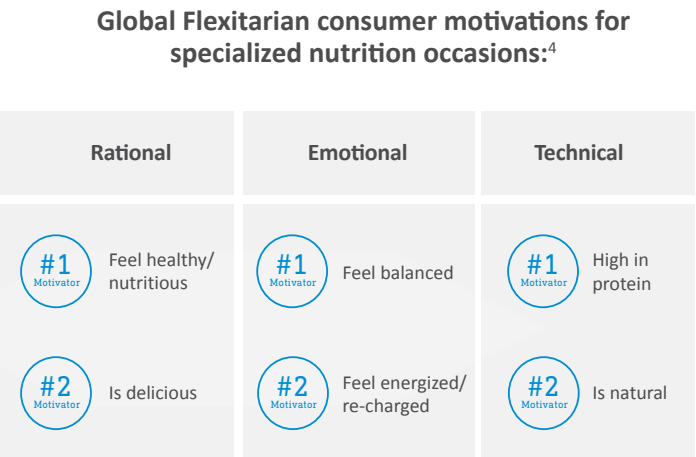 Global Flexitarian consumer motivations for
specialized nutrition occasions:4
Rational
Emotional
Technical
#1
Motivator
Feel healthy/
nutritious
#1
Motivator
Feel balanced
#1
Motivator
High in
protein
#2
Motivator
Is delicious
#2
Motivator
Feel energized/
re-charged
#2
Motivator
Is natural